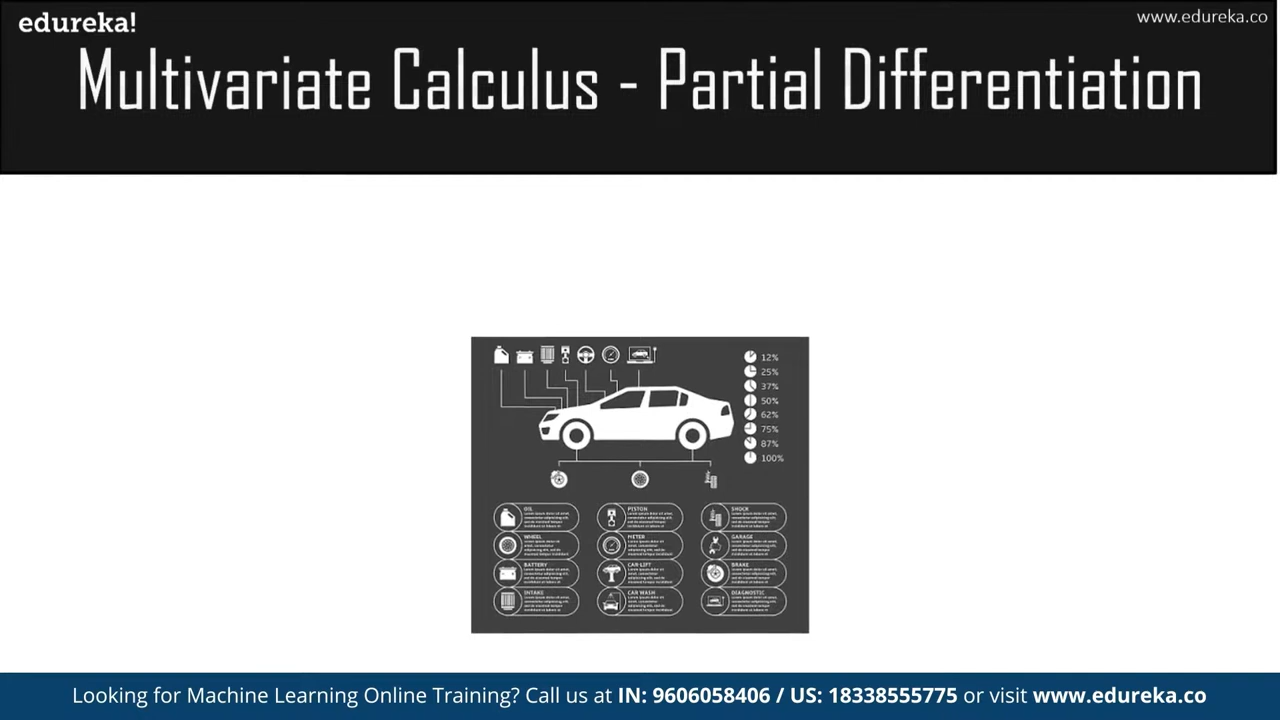 edureka!
www.edureka.co
Multivariate Calculus - Partial Differentiation
12%
25%
37%
50%
62%
75%
87%
100%
OIL
PISTON
SHOCK
WHEEL
METER
GARAGE
BATTERY
CAR LIFT
BRAKE
INTAKE
CAR WASH
DIAGNOSTIC
Looking for Machine Learning Online Training? Call us at IN: 9606058406 / US: 18338555775 or visit www.edureka.co